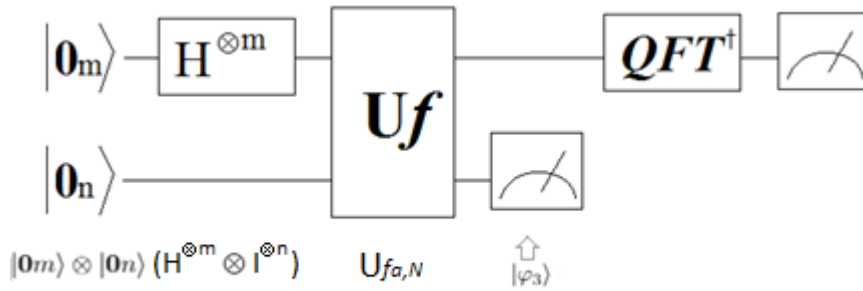 |0m⟩ H⊗m Uf QFT†
|0n⟩
|0m⟩ ⊗ |0n⟩ (H⊗m ⊗ I⊗n) Ufa,N |φ₃⟩